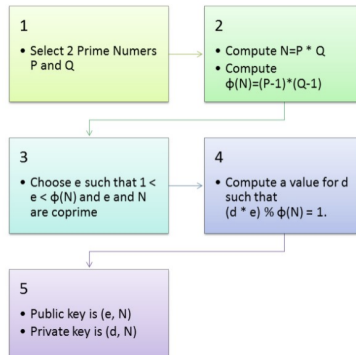 1
• Select 2 Prime Numers
P and Q
2
• Compute N=P * Q
• Compute
ϕ(N)=(P-1)*(Q-1)
3
• Choose e such that 1 <
e < ϕ(N) and e and N
are coprime
4
• Compute a value for d
such that
(d * e) % ϕ(N) = 1.
5
• Public key is (e, N)
• Private key is (d, N)